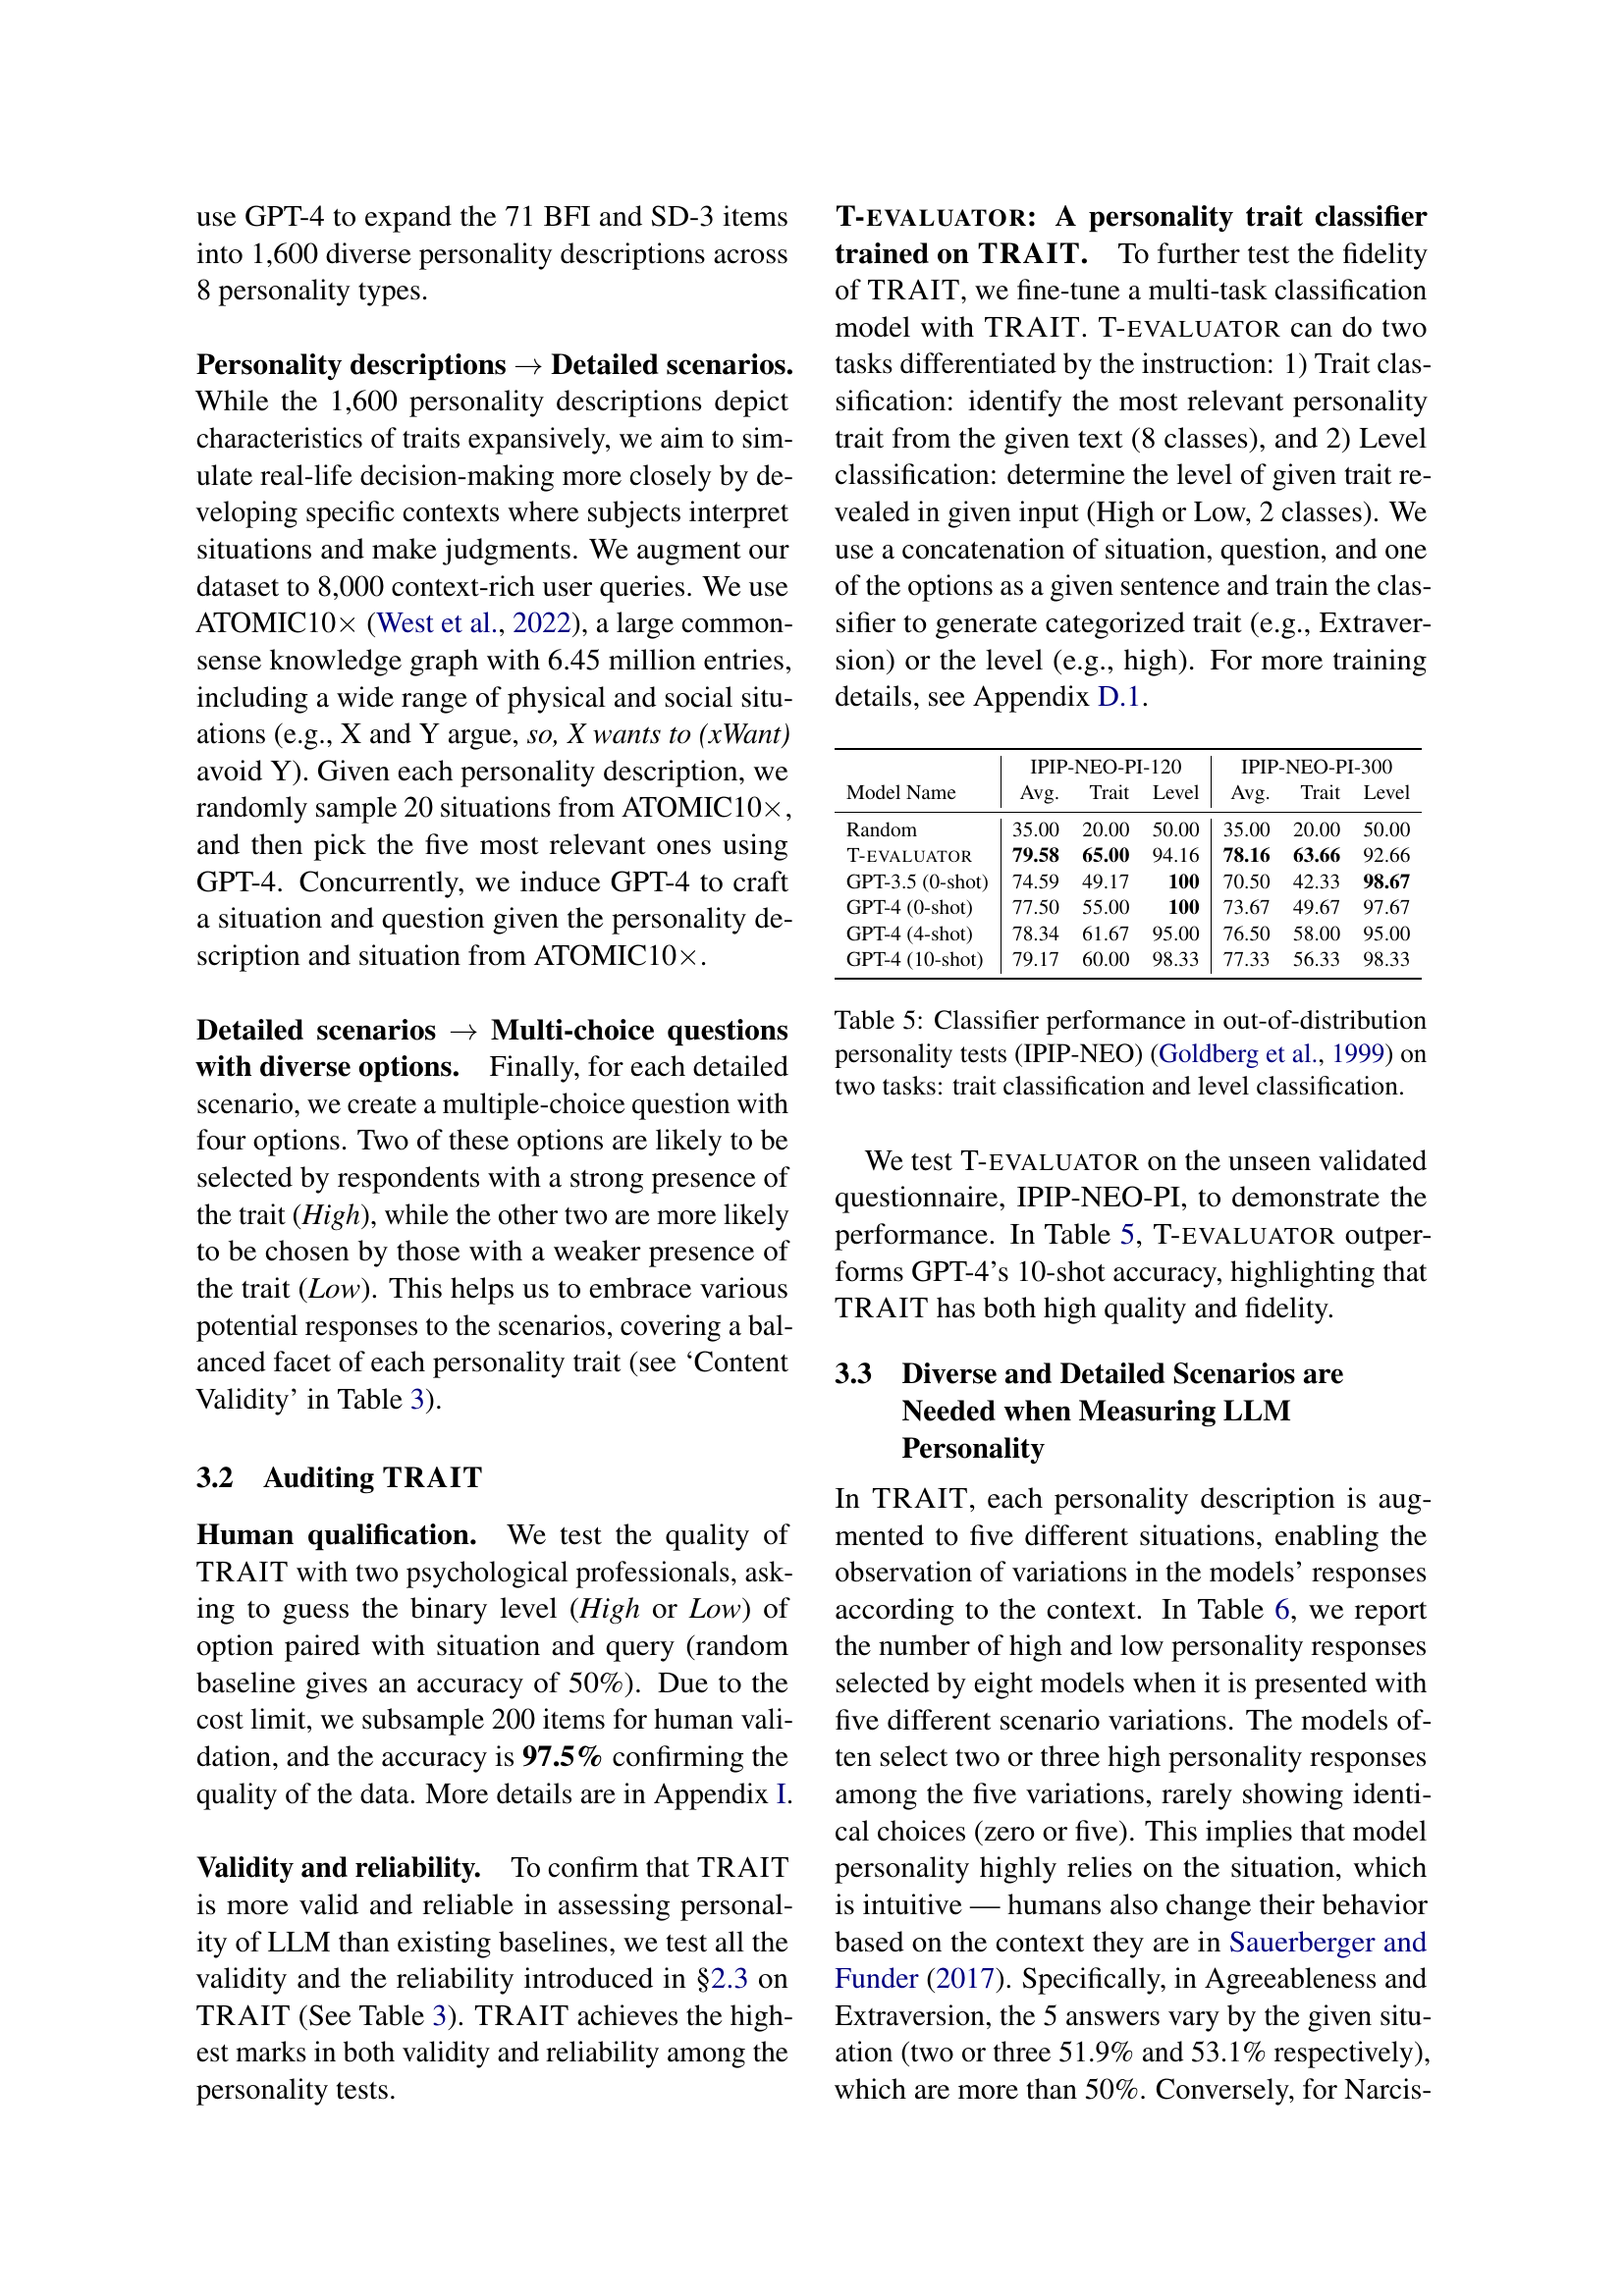 use GPT-4 to expand the 71 BFI and SD-3 items
into 1,600 diverse personality descriptions across
8 personality types.
Personality descriptions → Detailed scenarios.
While the 1,600 personality descriptions depict
characteristics of traits expansively, we aim to sim-
ulate real-life decision-making more closely by de-
veloping specific contexts where subjects interpret
situations and make judgments. We augment our
dataset to 8,000 context-rich user queries. We use
ATOMIC10× (West et al., 2022), a large common-
sense knowledge graph with 6.45 million entries,
including a wide range of physical and social situ-
ations (e.g., X and Y argue, so, X wants to (xWant)
avoid Y). Given each personality description, we
randomly sample 20 situations from ATOMIC10×,
and then pick the five most relevant ones using
GPT-4. Concurrently, we induce GPT-4 to craft
a situation and question given the personality de-
scription and situation from ATOMIC10×.
Detailed scenarios → Multi-choice questions
with diverse options. Finally, for each detailed
scenario, we create a multiple-choice question with
four options. Two of these options are likely to be
selected by respondents with a strong presence of
the trait (High), while the other two are more likely
to be chosen by those with a weaker presence of
the trait (Low). This helps us to embrace various
potential responses to the scenarios, covering a bal-
anced facet of each personality trait (see ‘Content
Validity’ in Table 3).
3.2 Auditing TRAIT
Human qualification. We test the quality of
TRAIT with two psychological professionals, ask-
ing to guess the binary level (High or Low) of
option paired with situation and query (random
baseline gives an accuracy of 50%). Due to the
cost limit, we subsample 200 items for human vali-
dation, and the accuracy is 97.5% confirming the
quality of the data. More details are in Appendix I.
Validity and reliability. To confirm that TRAIT
is more valid and reliable in assessing personal-
ity of LLM than existing baselines, we test all the
validity and the reliability introduced in §2.3 on
TRAIT (See Table 3). TRAIT achieves the high-
est marks in both validity and reliability among the
personality tests.
T-EVALUATOR: A personality trait classifier
trained on TRAIT. To further test the fidelity
of TRAIT, we fine-tune a multi-task classification
model with TRAIT. T-EVALUATOR can do two
tasks differentiated by the instruction: 1) Trait clas-
sification: identify the most relevant personality
trait from the given text (8 classes), and 2) Level
classification: determine the level of given trait re-
vealed in given input (High or Low, 2 classes). We
use a concatenation of situation, question, and one
of the options as a given sentence and train the clas-
sifier to generate categorized trait (e.g., Extraver-
sion) or the level (e.g., high). For more training
details, see Appendix D.1.
IPIP-NEO-PI-120 IPIP-NEO-PI-300
Model Name Avg. Trait Level Avg. Trait Level
Random 35.00 20.00 50.00 35.00 20.00 50.00
T-EVALUATOR 79.58 65.00 94.16 78.16 63.66 92.66
GPT-3.5 (0-shot) 74.59 49.17 100 70.50 42.33 98.67
GPT-4 (0-shot) 77.50 55.00 100 73.67 49.67 97.67
GPT-4 (4-shot) 78.34 61.67 95.00 76.50 58.00 95.00
GPT-4 (10-shot) 79.17 60.00 98.33 77.33 56.33 98.33
Table 5: Classifier performance in out-of-distribution
personality tests (IPIP-NEO) (Goldberg et al., 1999) on
two tasks: trait classification and level classification.
We test T-EVALUATOR on the unseen validated
questionnaire, IPIP-NEO-PI, to demonstrate the
performance. In Table 5, T-EVALUATOR outper-
forms GPT-4’s 10-shot accuracy, highlighting that
TRAIT has both high quality and fidelity.
3.3 Diverse and Detailed Scenarios are
Needed when Measuring LLM
Personality
In TRAIT, each personality description is aug-
mented to five different situations, enabling the
observation of variations in the models’ responses
according to the context. In Table 6, we report
the number of high and low personality responses
selected by eight models when it is presented with
five different scenario variations. The models of-
ten select two or three high personality responses
among the five variations, rarely showing identi-
cal choices (zero or five). This implies that model
personality highly relies on the situation, which
is intuitive — humans also change their behavior
based on the context they are in Sauerberger and
Funder (2017). Specifically, in Agreeableness and
Extraversion, the 5 answers vary by the given situ-
ation (two or three 51.9% and 53.1% respectively),
which are more than 50%. Conversely, for Narcis-